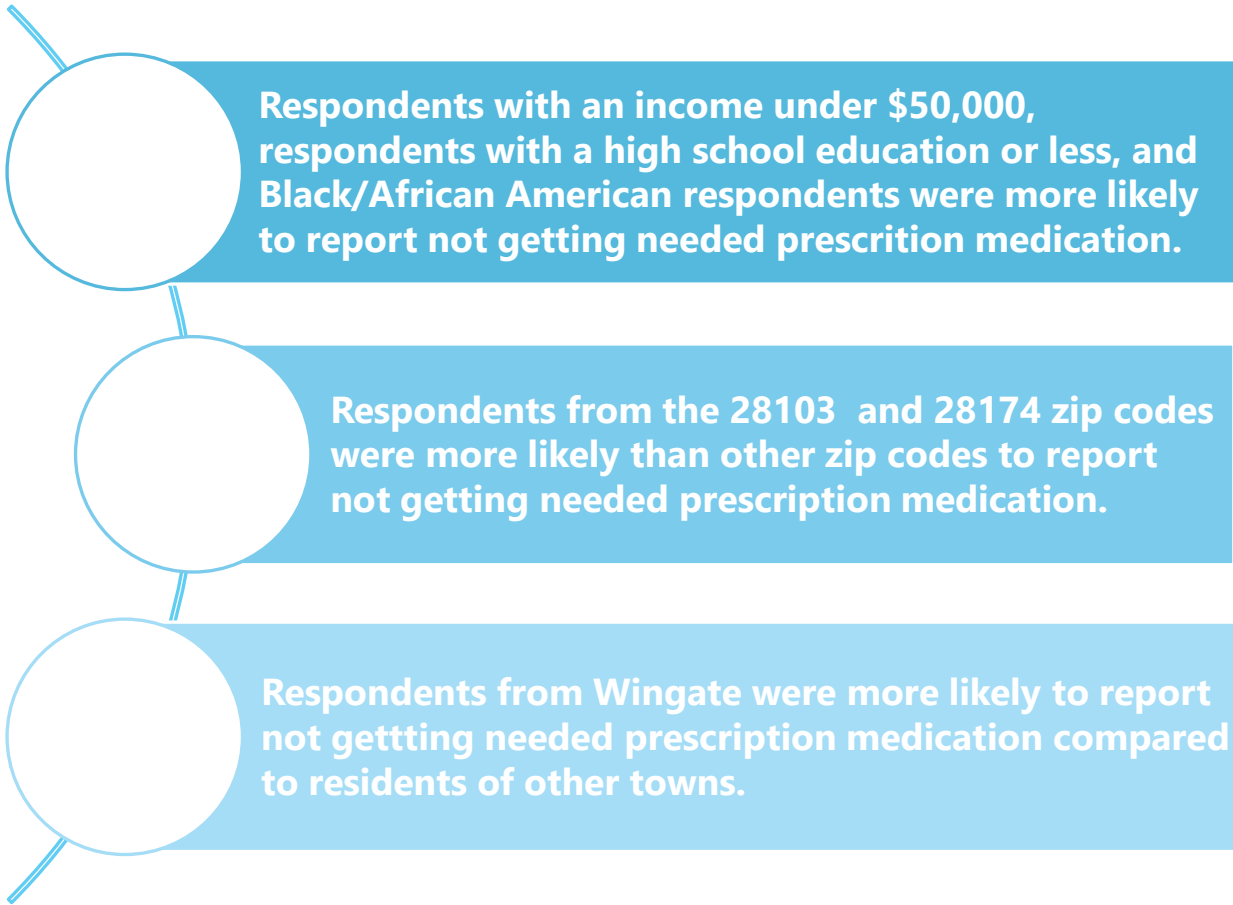 Respondents with an income under $50,000,
respondents with a high school education or less, and
Black/African American respondents were more likely
to report not getting needed prescrition medication.
Respondents from the 28103  and 28174 zip codes
were more likely than other zip codes to report
not getting needed prescription medication.
Respondents from Wingate were more likely to report
not gettting needed prescription medication compared
to residents of other towns.